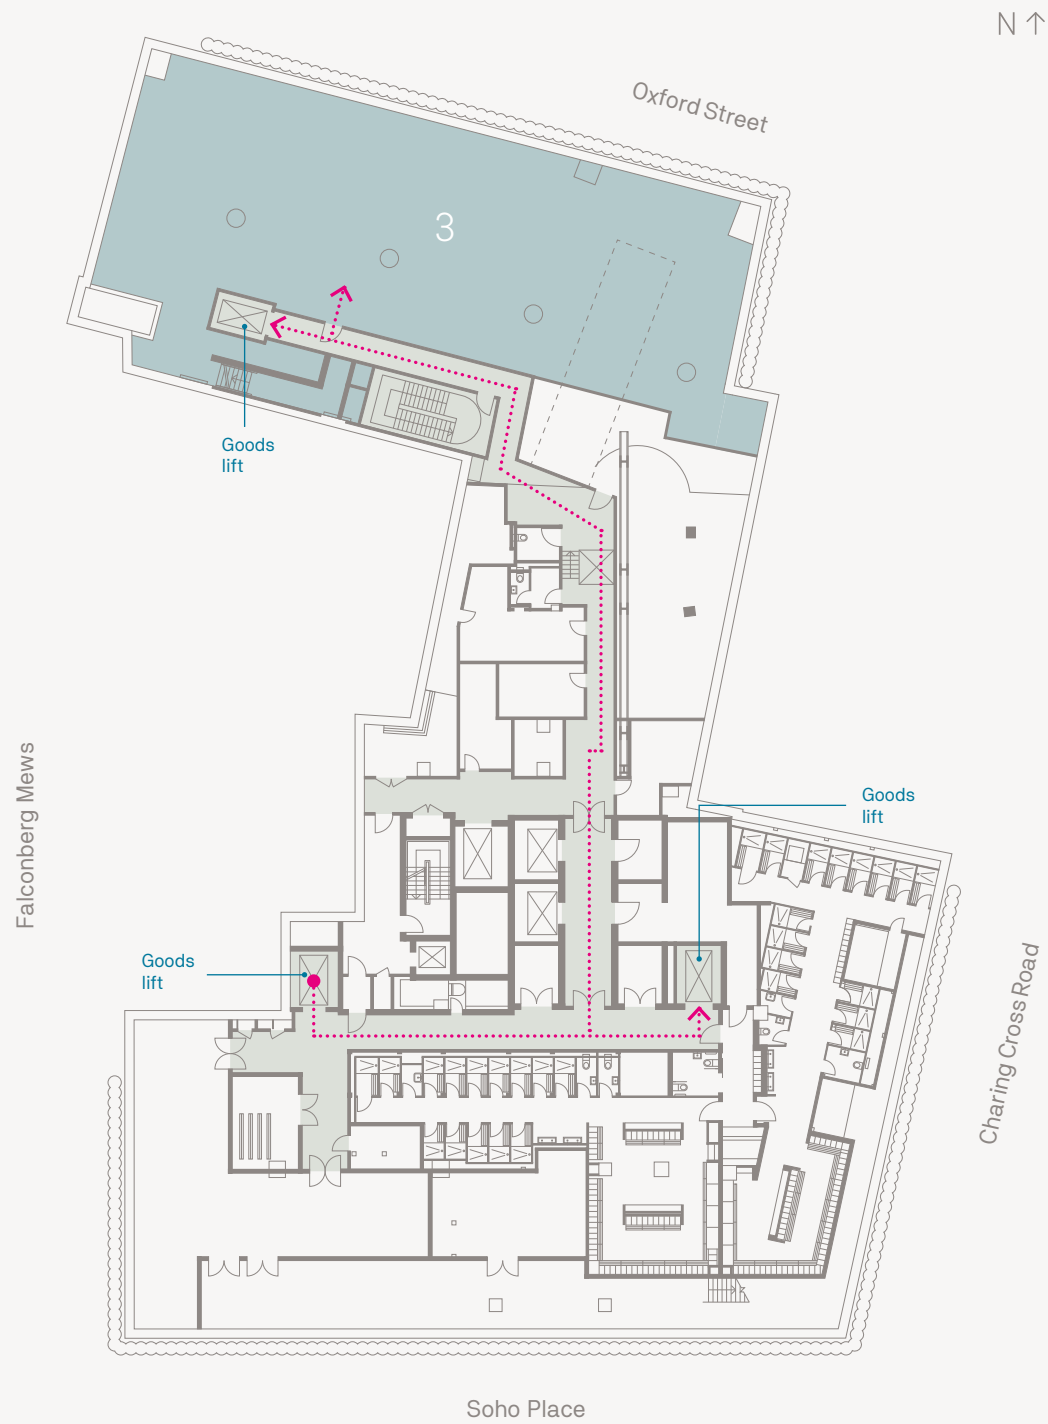 N ↑
Oxford Street
3
Goods
lift
Falconberg Mews
Goods
lift
Goods
lift
Charing Cross Road
Soho Place